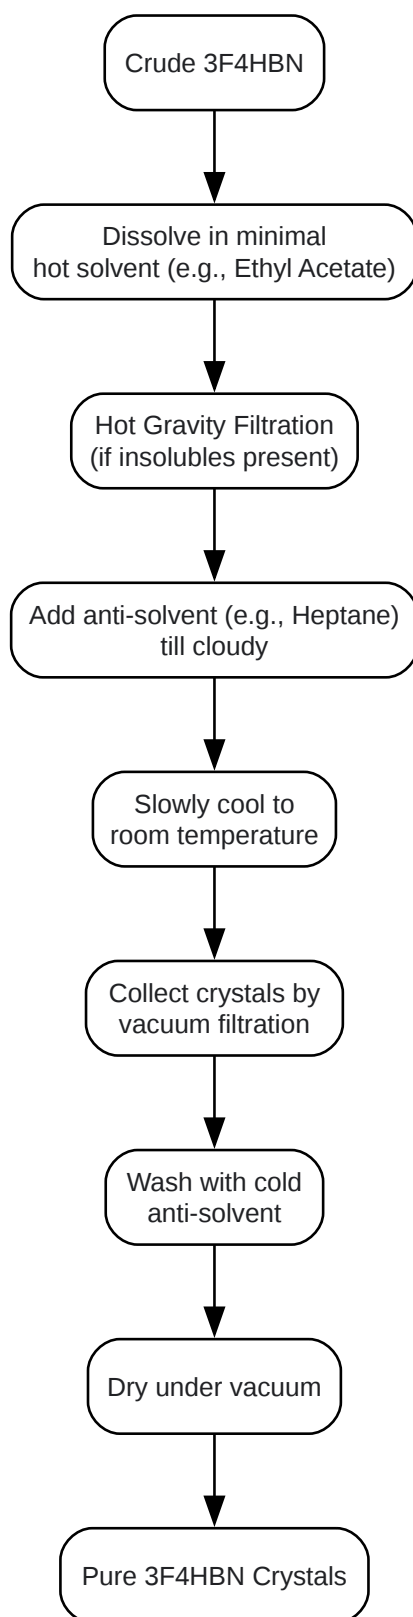 Crude 3F4HBN
Dissolve in minimal
hot solvent (e.g., Ethyl Acetate)
Hot Gravity Filtration
(if insolubles present)
Add anti-solvent (e.g., Heptane)
till cloudy
Slowly cool to
room temperature
Collect crystals by
vacuum filtration
Wash with cold
anti-solvent
Dry under vacuum
Pure 3F4HBN Crystals